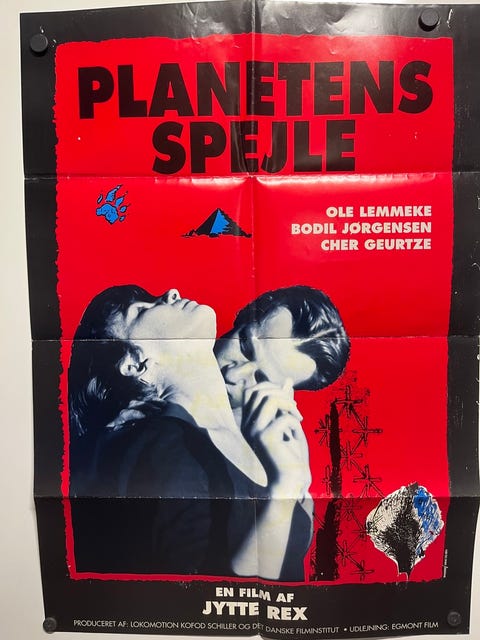 PLANETENS
SPEJLE
OLE LEMMEKE
BODIL JØRGENSEN
CHER GEURTZE
EN FILM AF
JYTTE REX
PRODUCERET AF: LOKOMOTION KOFOD SCHILLER OG DET DANSKE FILMINSTITUT • UDLEJNING: EGMONT FILM